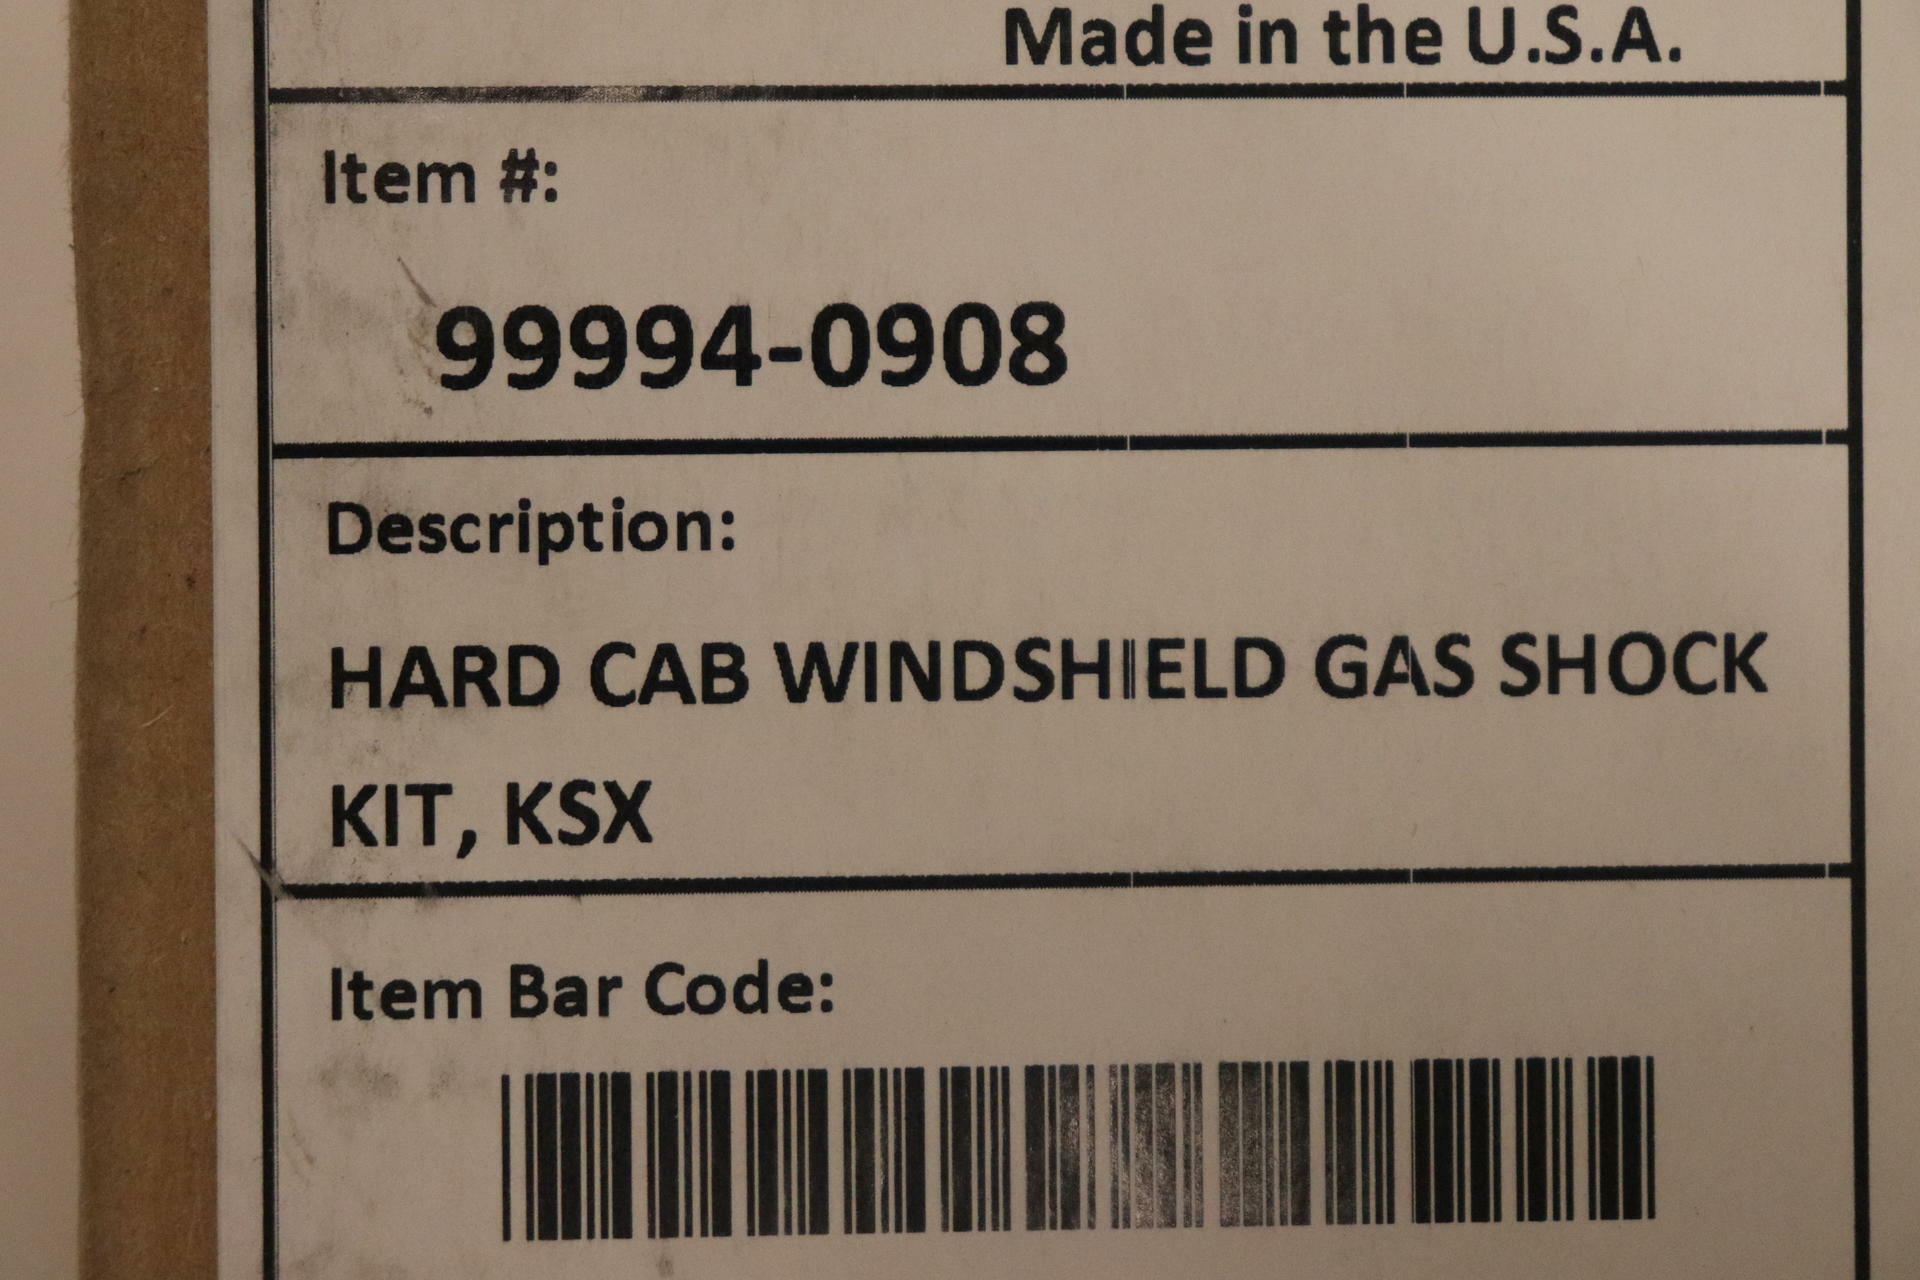 Made in the U.S.A.
Item #:
99994-0908
Description:
HARD CAB WINDSHIELD GAS SHOCK
KIT, KSX
Item Bar Code: